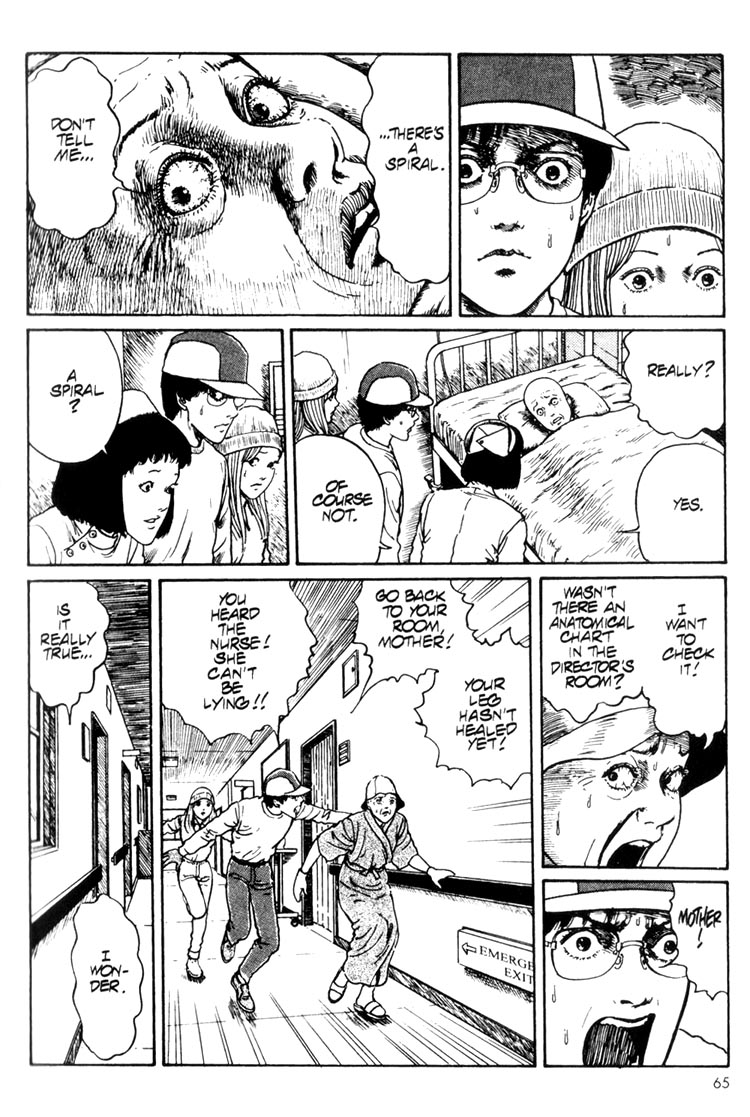 DON'T
TELL
ME...
...THERE'S
A
SPIRAL.
A
SPIRAL
?
OF
COURSE
NOT.
REALLY?
YES.
IS
IT
REALLY
TRUE...
I
WON-
DER.
YOU
HEARD
THE
NURSE!
SHE
CAN'T
BE
LYING!!
GO BACK
TO YOUR
ROOM,
MOTHER!
YOUR
LEG
HASN'T
HEALED
YET!
EMERGE
EXIT
WASN'T
THERE AN
ANATOMICAL
CHART
IN THE
DIRECTOR'S
ROOM?
I
WANT
TO
CHECK
IT!
MOTHER
!
65